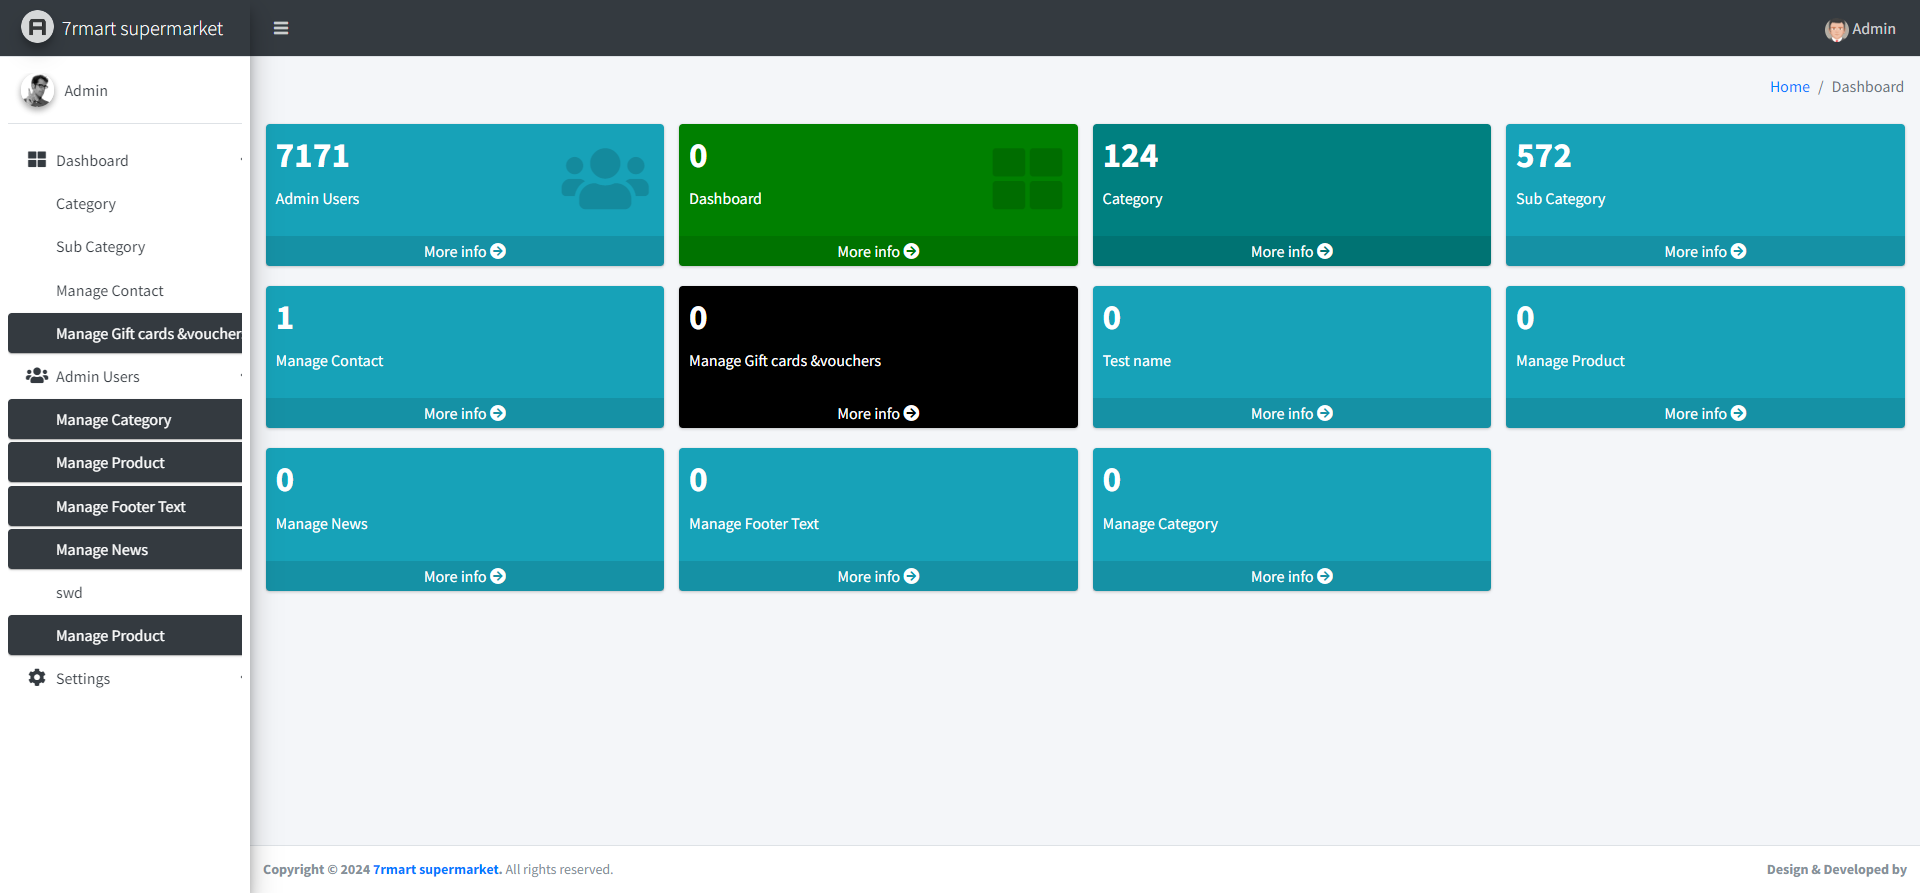 7rmart supermarket
Admin
Admin
Home / Dashboard
Dashboard
Category
Sub Category
Manage Contact
Manage Gift cards &voucher
Admin Users
Manage Category
Manage Product
Manage Footer Text
Manage News
swd
Manage Product
Settings
7171
Admin Users
More info
0
Dashboard
More info
124
Category
More info
572
Sub Category
More info
1
Manage Contact
More info
0
Manage Gift cards &vouchers
More info
0
Test name
More info
0
Manage Product
More info
0
Manage News
More info
0
Manage Footer Text
More info
0
Manage Category
More info
Copyright © 2024 7rmart supermarket. All rights reserved.
Design & Developed by